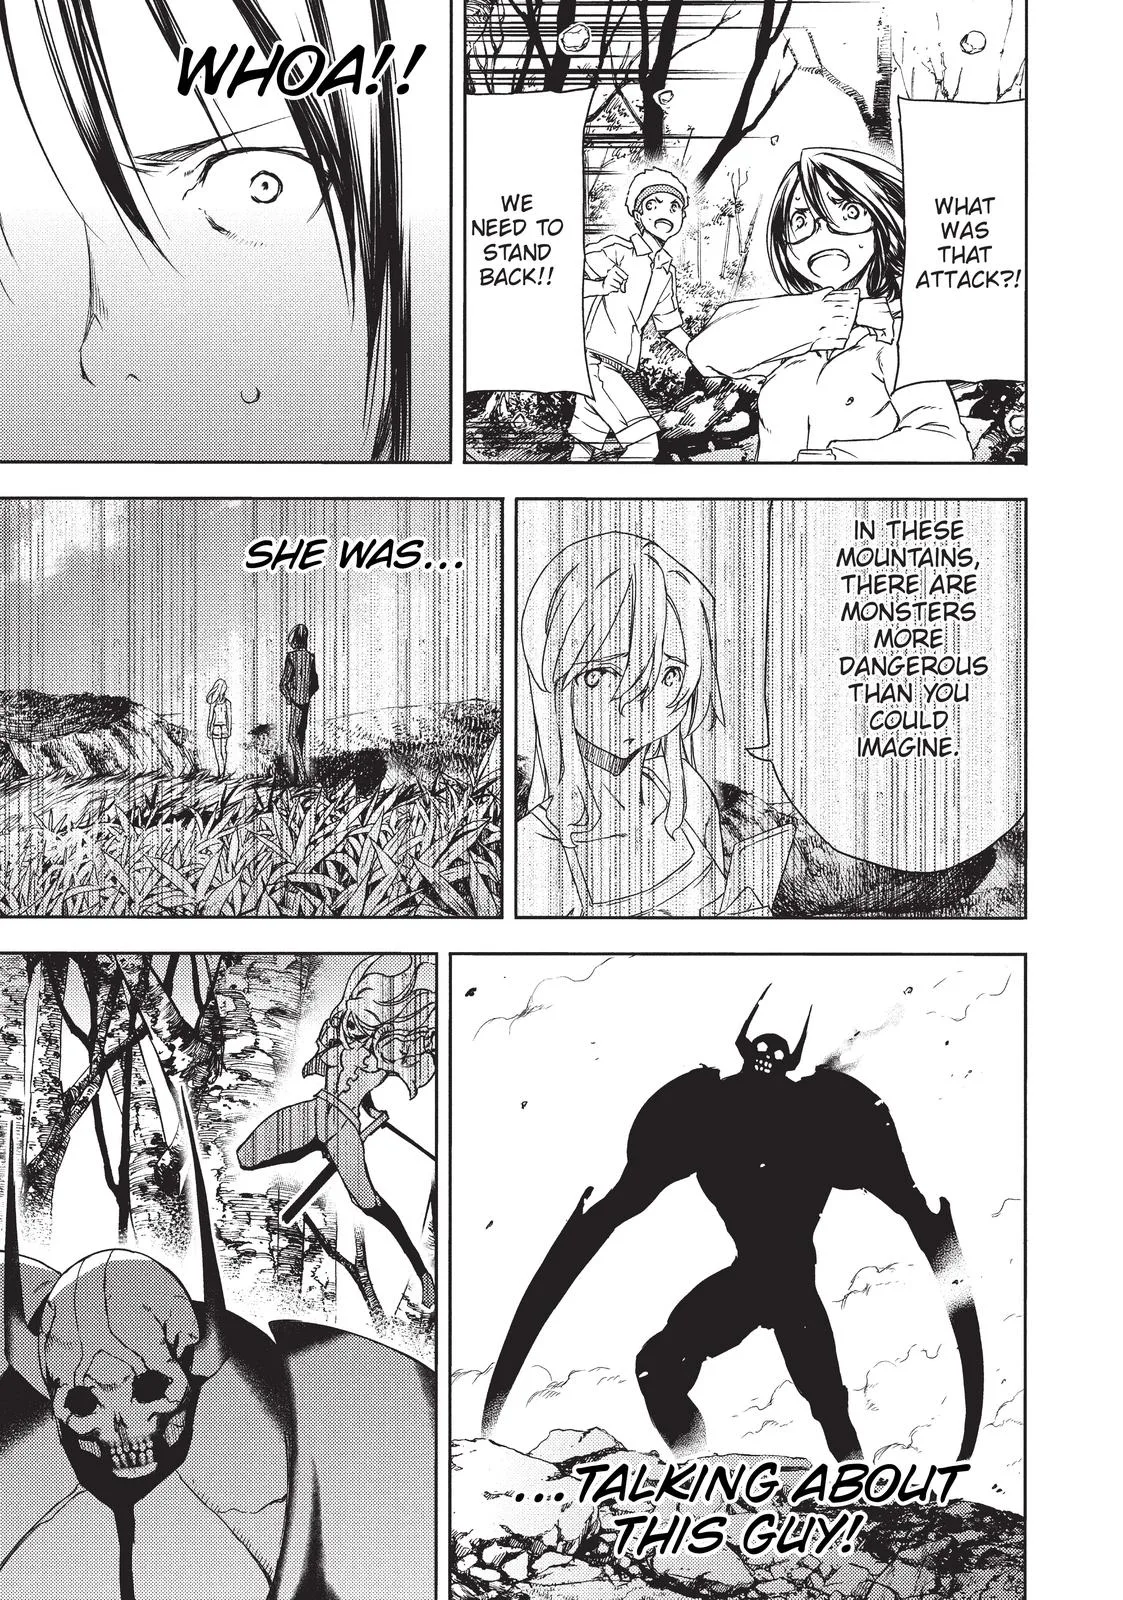 WHAT
WAS
THAT
ATTACK?!
WE
NEED TO
STAND
BACK!!
WHOA!!
IN THESE
MOUNTAINS,
THERE ARE
MONSTERS
MORE
DANGEROUS
THAN YOU
COULD
IMAGINE.
SHE WAS...
...TALKING ABOUT
THIS GUY!